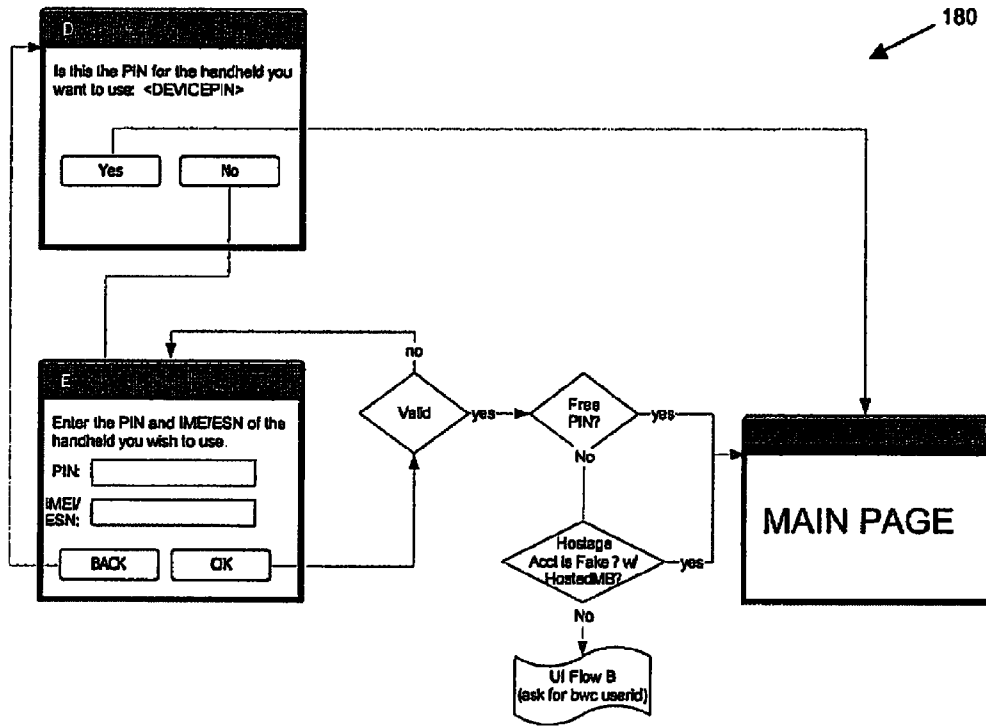 180
D
Is this the PIN for the handheld you
want to use: <DEVICEPIN>
Yes
No
E
Enter the PIN and IME/ESN of the
handheld you wish to use.
PIN:
IMEI/
ESN:
BACK
OK
no
Valid
yes
Free
PIN?
yes
No
Hostage
Acct is Fake ? w/
HostedMB?
yes
No
UI Flow B
(ask for bwc userid)
MAIN PAGE